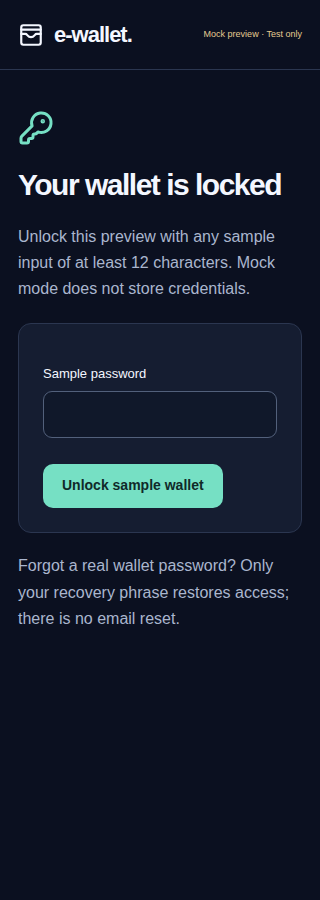 e-wallet.
Mock preview · Test only
Your wallet is locked
Unlock this preview with any sample
input of at least 12 characters. Mock
mode does not store credentials.
Sample password
Unlock sample wallet
Forgot a real wallet password? Only
your recovery phrase restores access;
there is no email reset.